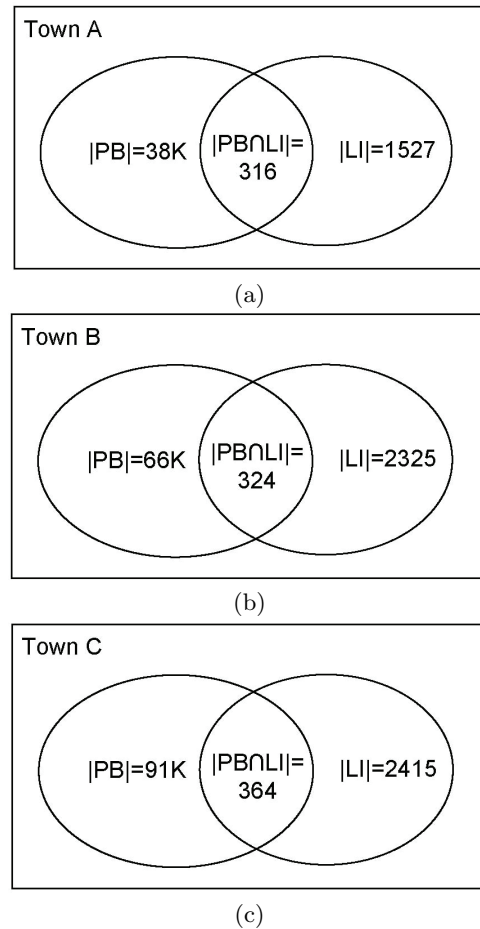 Town A
|PB|=38K
|PB∩LI|=
316
|LI|=1527
(a)
Town B
|PB|=66K
|PB∩LI|=
324
|LI|=2325
(b)
Town C
|PB|=91K
|PB∩LI|=
364
|LI|=2415
(c)